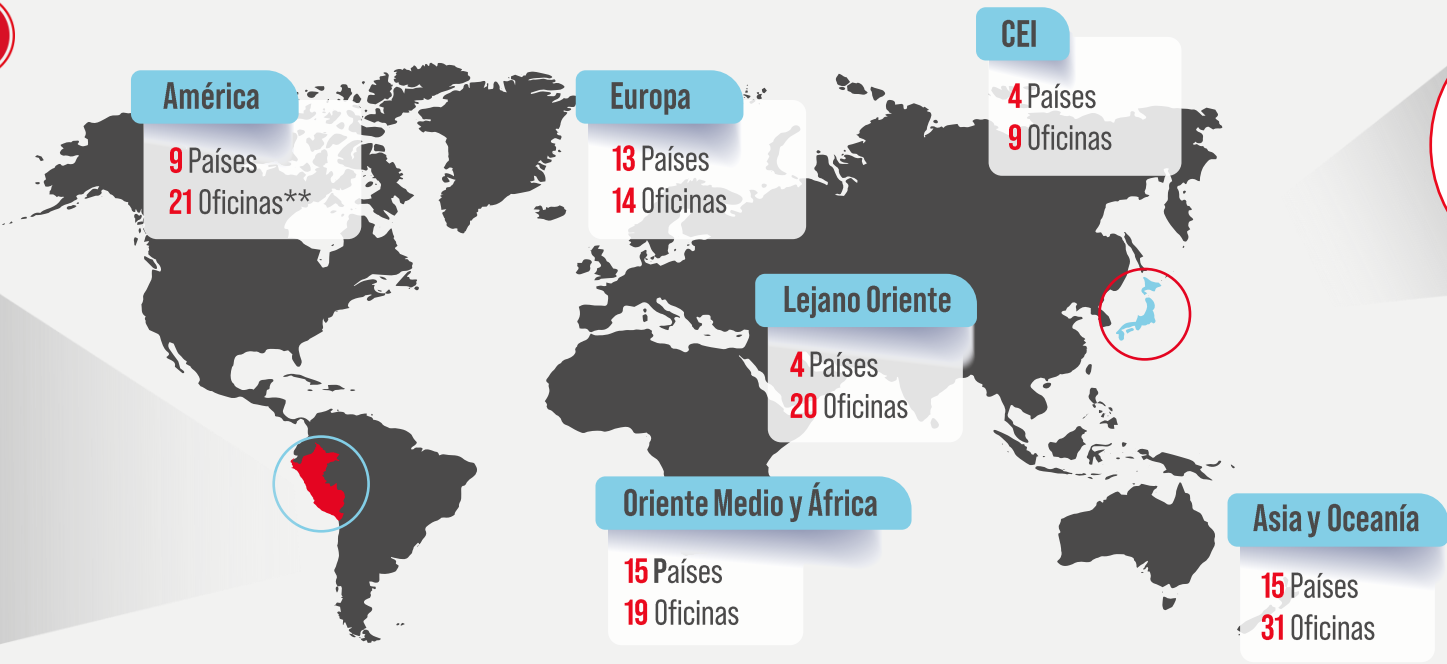 América
9 Países
21 Oficinas**
Europa
13 Países
14 Oficinas
CEI
4 Países
9 Oficinas
Lejano Oriente
4 Países
20 Oficinas
Oriente Medio y África
15 Países
19 Oficinas
Asia y Oceanía
15 Países
31 Oficinas